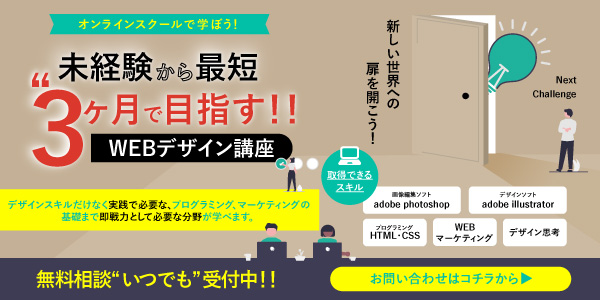 オンラインスクールで学ぼう!
未経験から最短
“3ヶ月で目指す!!
WEBデザイン講座
新しい世界への
扉を開こう!
Next
Challenge
デザインスキルだけなく実践で必要な、プログラミング、マーケティングの
基礎まで即戦力として必要な分野が学べます。
取得できる
スキル
画像編集ソフト
adobe photoshop
デザインソフト
adobe illustrator
プログラミング
HTML・CSS
WEB
マーケティング
デザイン思考
無料相談“いつでも”受付中!!
お問い合わせはコチラから▶